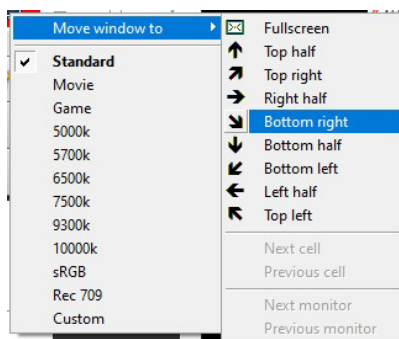 Move window to
Standard
Movie
Game
5000k
5700k
6500k
7500k
9300k
10000k
sRGB
Rec 709
Custom
Fullscreen
Top half
Top right
Right half
Bottom right
Bottom half
Bottom left
Left half
Top left
Next cell
Previous cell
Next monitor
Previous monitor